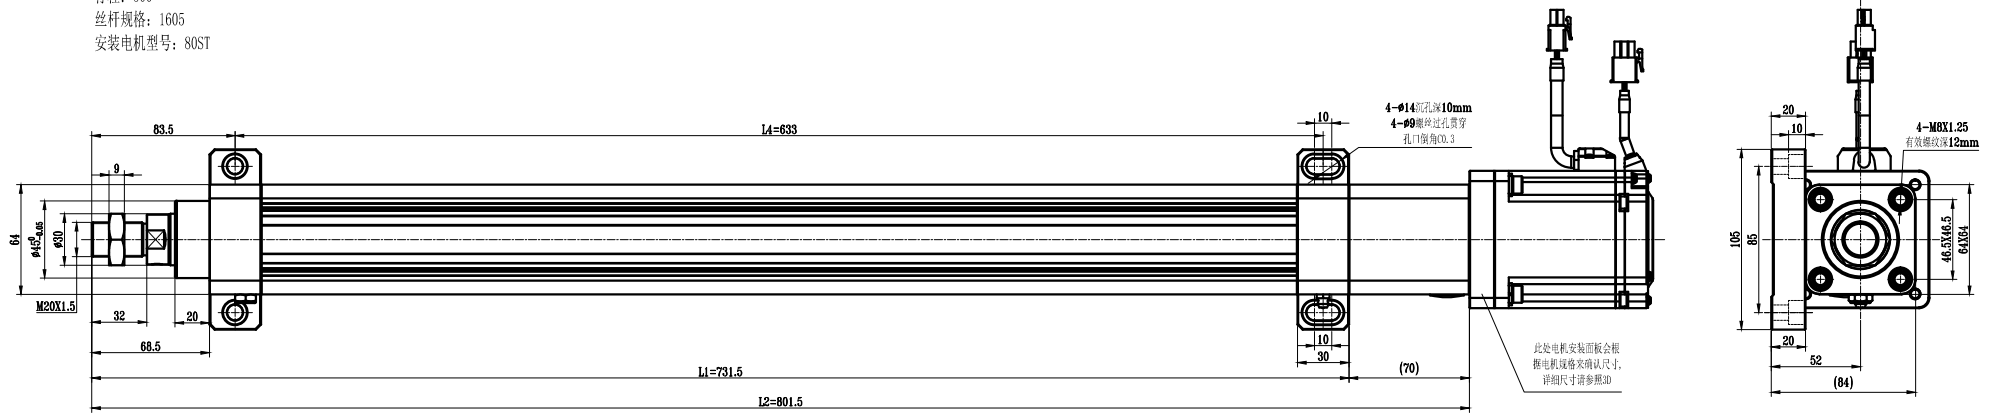 丝杆规格：1605
安装电机型号：80ST
83.5
L4=633
10
4-Ø14沉孔深10mm
4-Ø9螺丝过孔贯穿
孔口倒角C0.3
20
10
4-M8X1.25
有效螺纹深12mm
9
64
Ø45⁰-0.05
Ø30
M20X1.5
32
20
68.5
10
30
L1=731.5
(70)
L2=801.5
此处电机安装面板会根
据电机规格来确认尺寸,
详细尺寸请参照3D
105
85
46.5X46.5
64X64
20
52
(84)